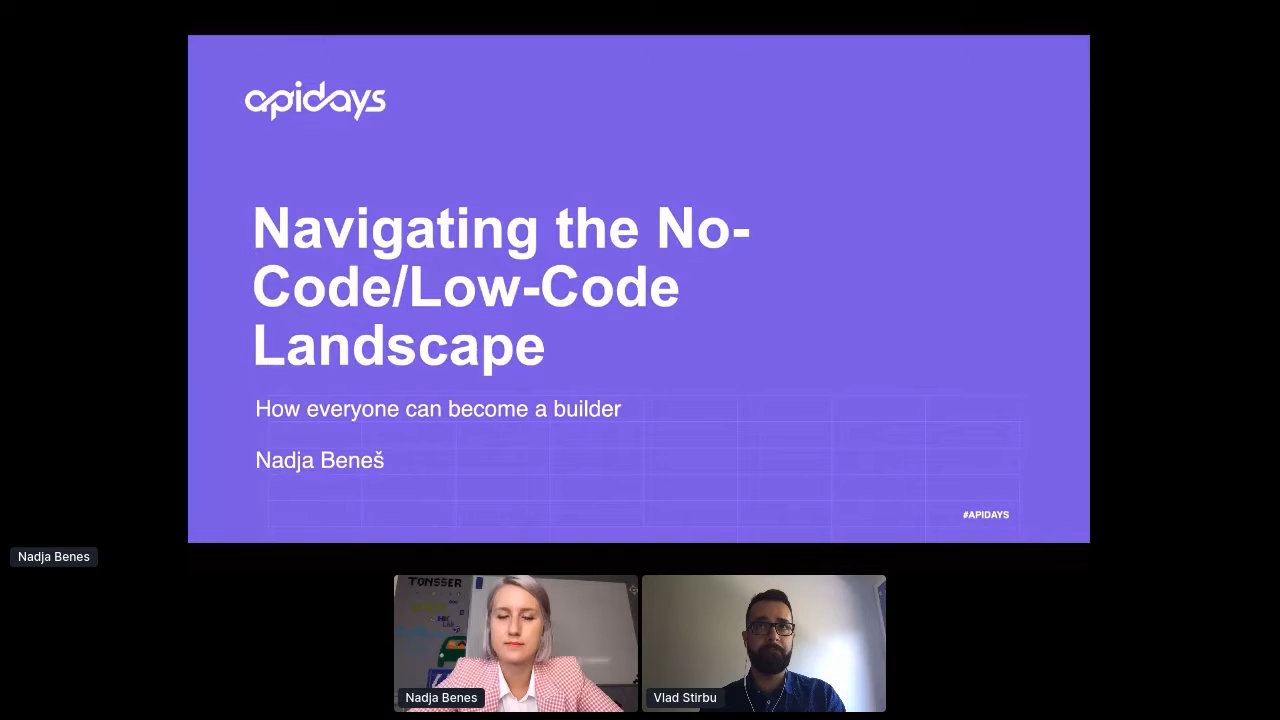 apidays
Navigating the No-
Code/Low-Code
Landscape
How everyone can become a builder
Nadja Beneš
#APIDAYS
Nadja Benes
TONSSER
Nadja Benes
Vlad Stirbu